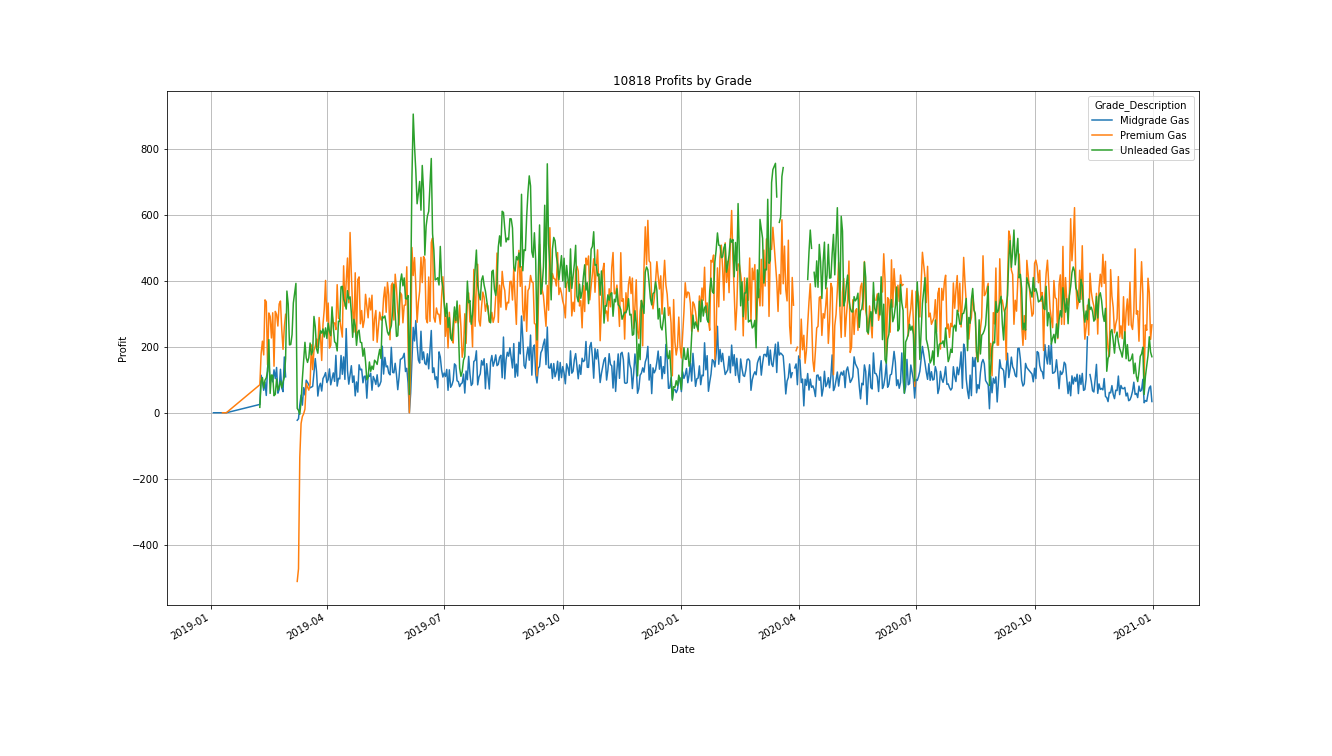 10818 Profits by Grade
Grade_Description
Midgrade Gas
Premium Gas
Unleaded Gas
Profit
800
600
400
200
0
−200
−400
2019-01
2019-04
2019-07
2019-10
2020-01
2020-04
2020-07
2020-10
2021-01
Date